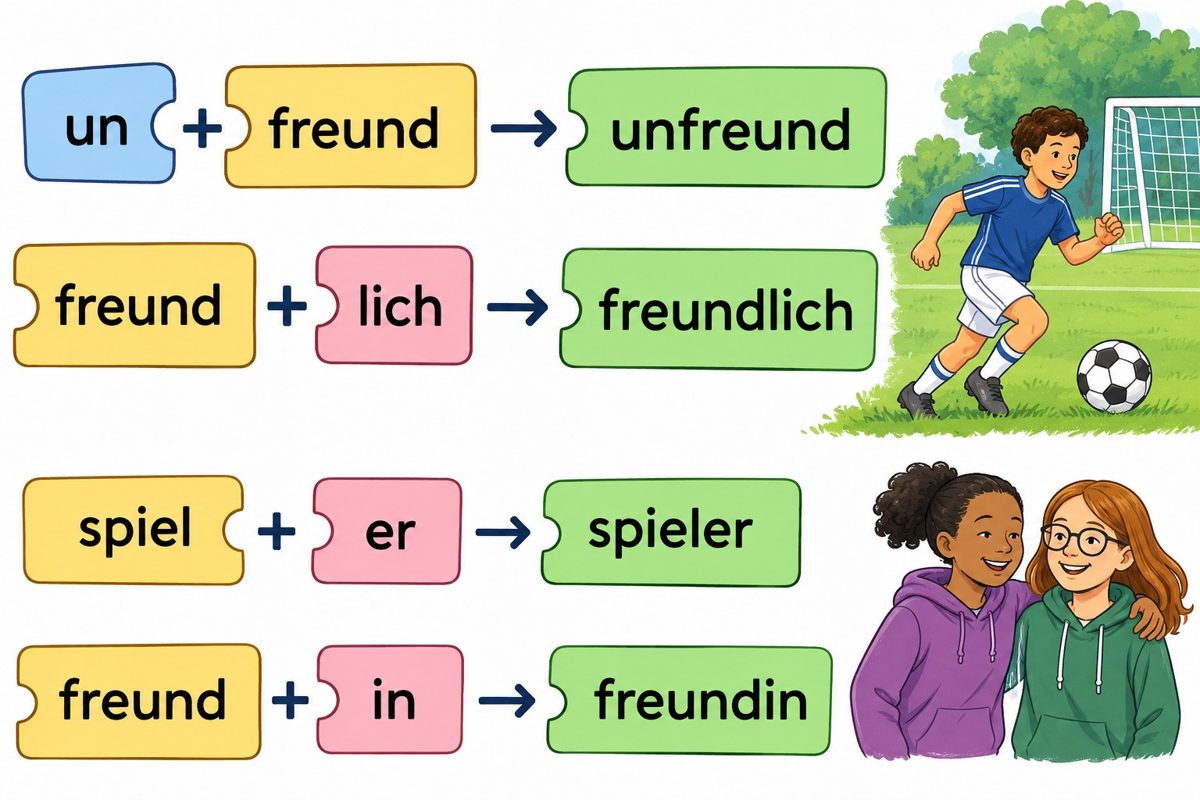 un + freund → unfreund
freund + lich → freundlich
spiel + er → spieler
freund + in → freundin